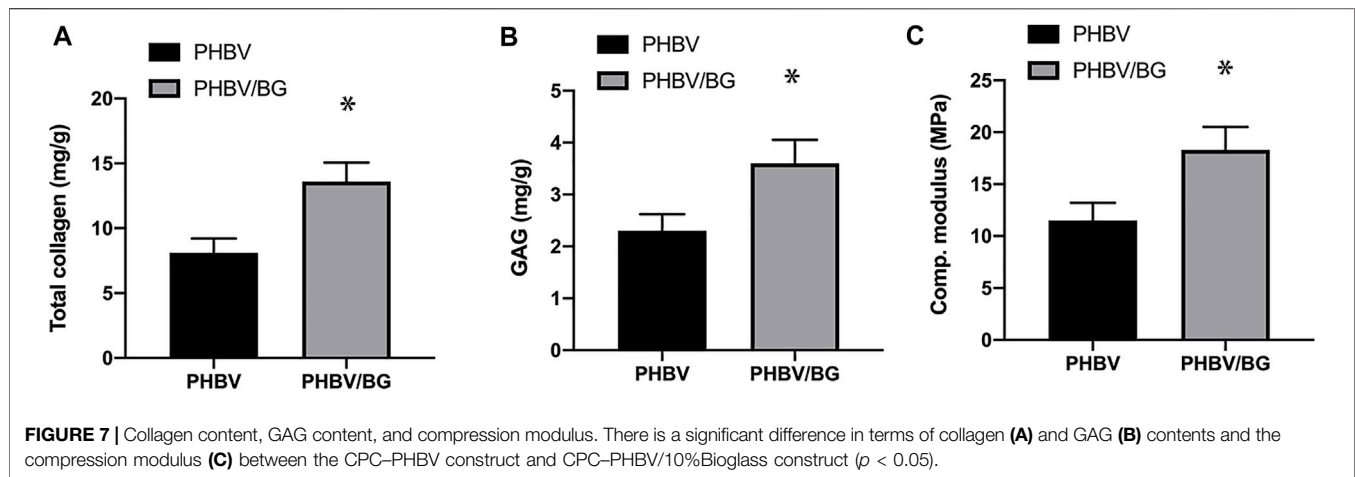 A
PHBV
PHBV/BG
*
Total collagen (mg/g)
20
15
10
5
0
PHBV
PHBV/BG
B
PHBV
PHBV/BG
*
GAG (mg/g)
5
4
3
2
1
0
PHBV
PHBV/BG
C
PHBV
PHBV/BG
*
Comp. modulus (MPa)
25
20
15
10
5
0
PHBV
PHBV/BG
FIGURE 7 | Collagen content, GAG content, and compression modulus. There is a significant difference in terms of collagen (A) and GAG (B) contents and the
compression modulus (C) between the CPC–PHBV construct and CPC–PHBV/10%Bioglass construct (p < 0.05).